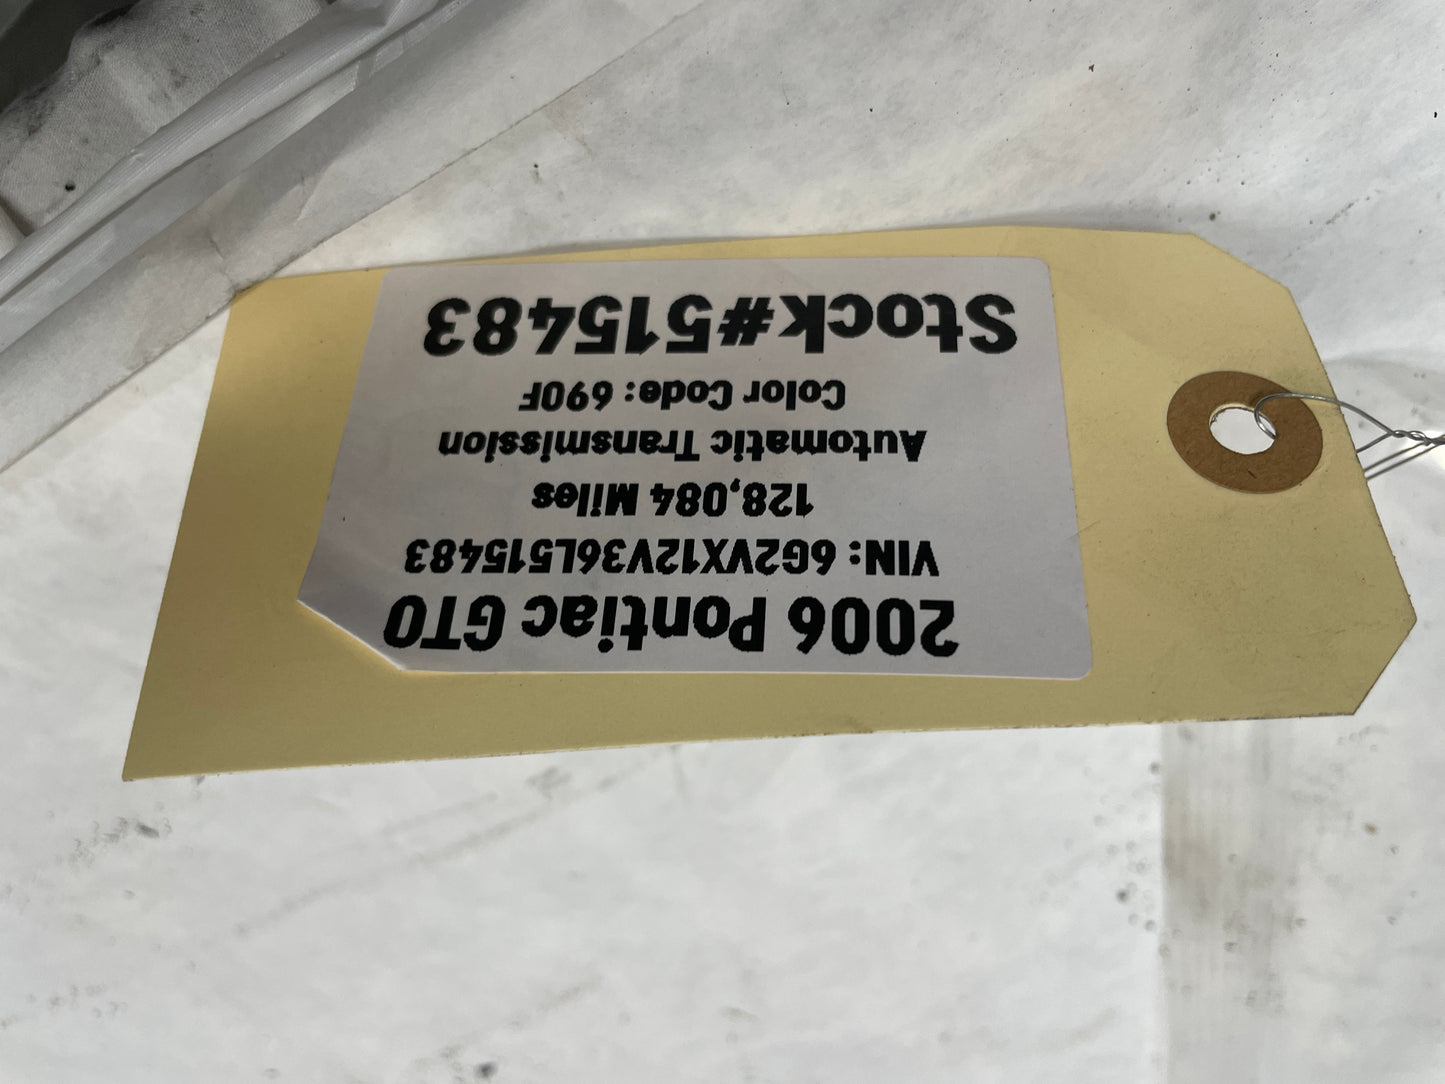 2006 Pontiac GTO
VIN: 6G2VX12V36L515483
128,084 Miles
Automatic Transmission
Color Code: 690F
Stock#515483